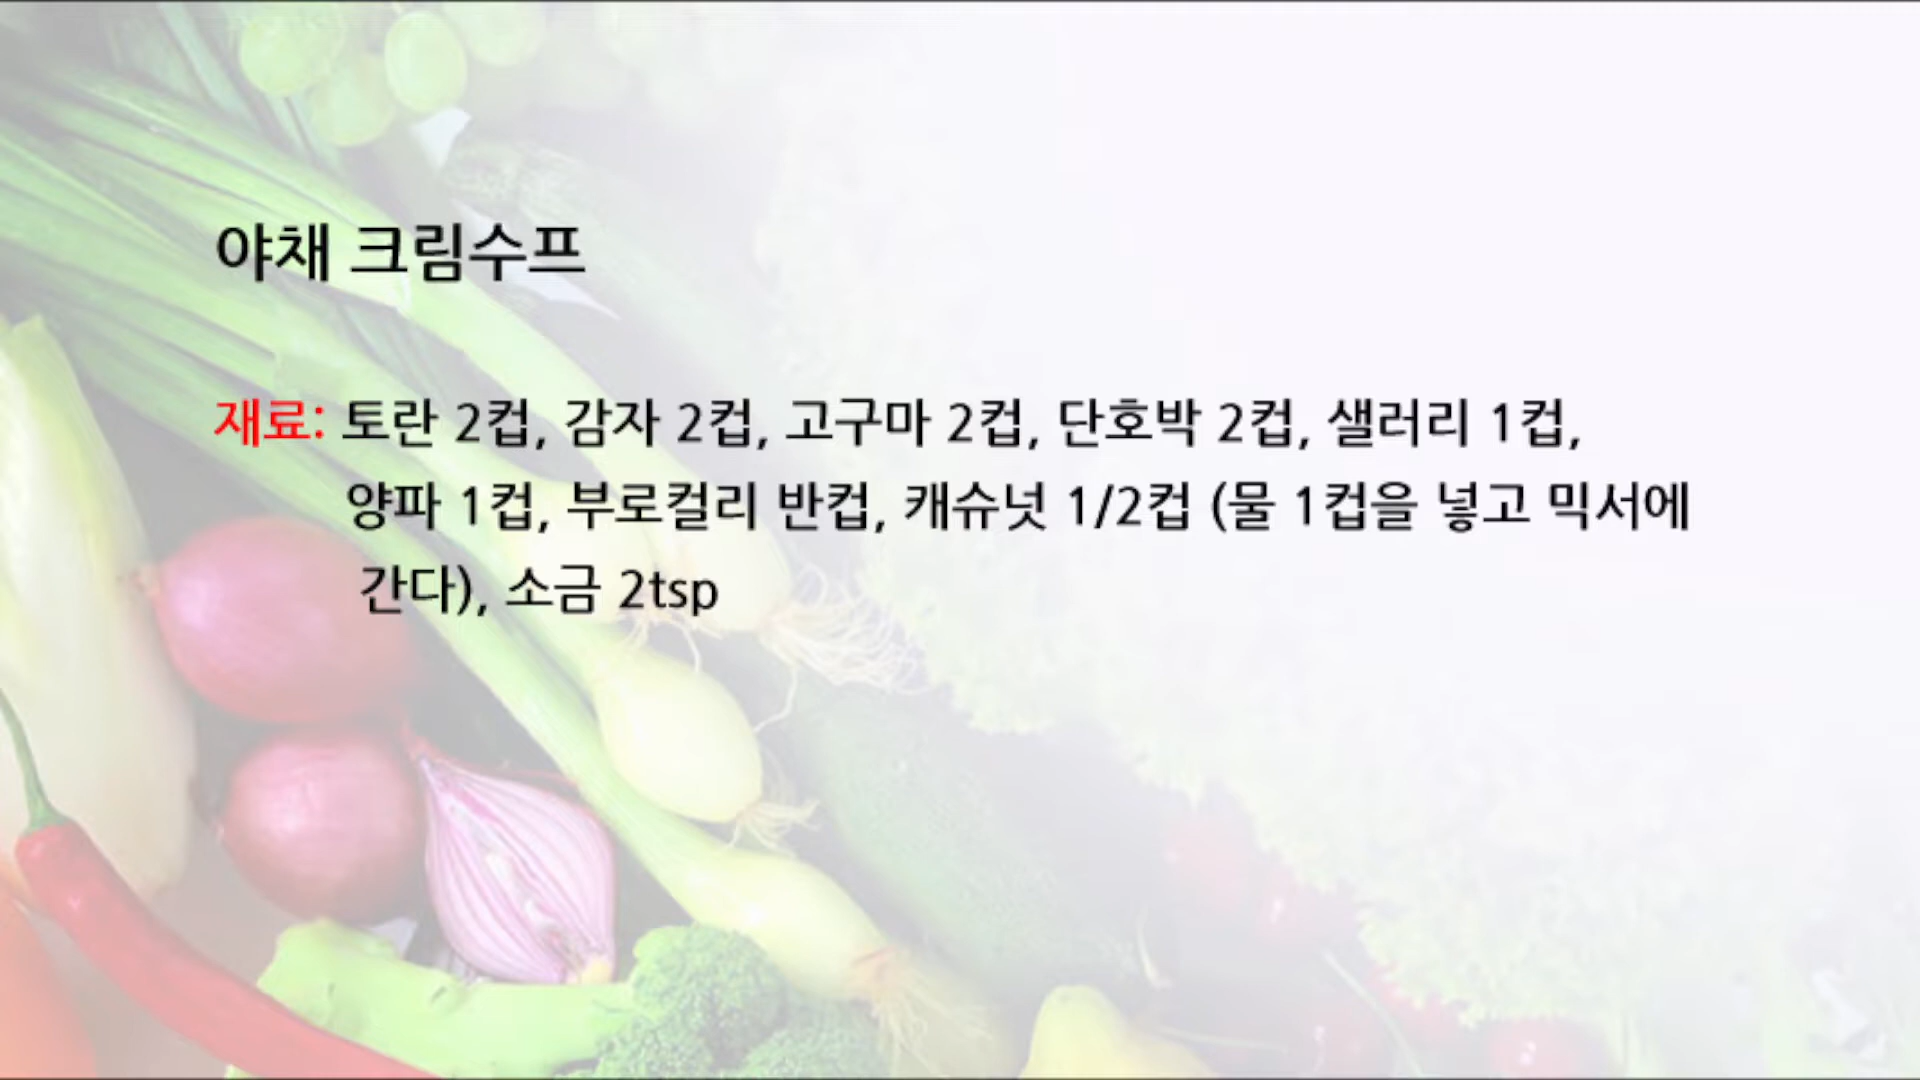 야채 크림수프
재료: 토란 2컵, 감자 2컵, 고구마 2컵, 단호박 2컵, 샐러리 1컵,
양파 1컵, 부로컬리 반컵, 캐슈넛 1/2컵 (물 1컵을 넣고 믹서에
간다), 소금 2tsp